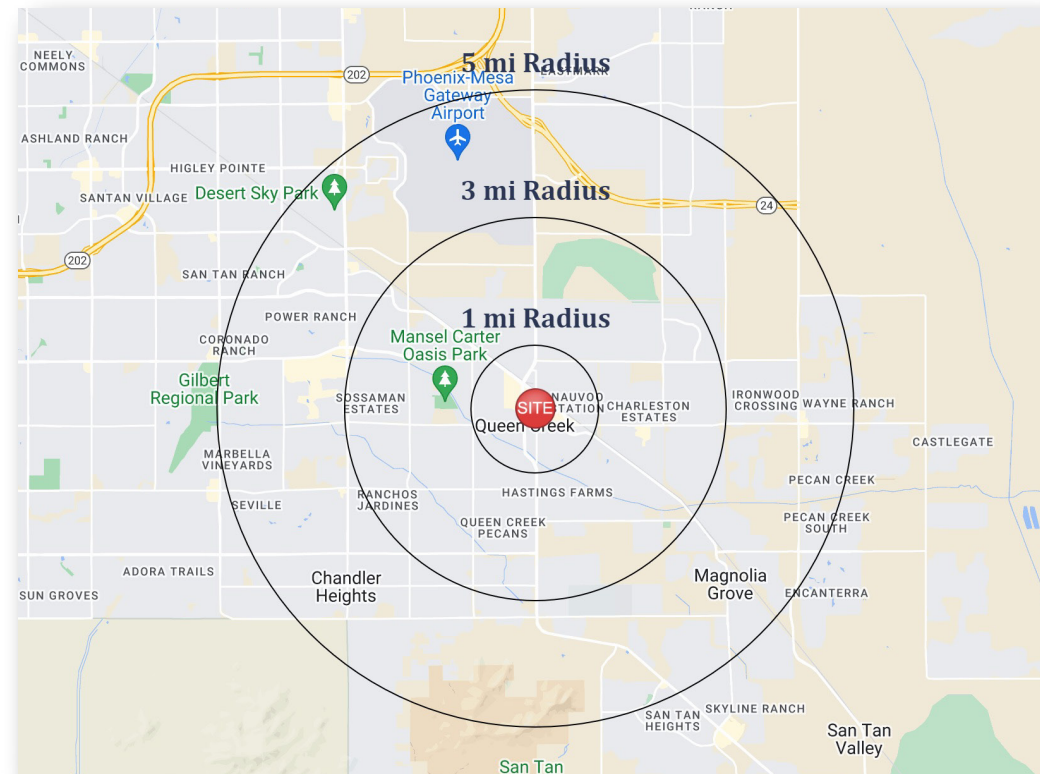 NEELY
COMMONS
202
5 mi Radius
EASTMARK
Phoenix-Mesa
Gateway
Airport
ASHLAND RANCH
HIGLEY POINTE
SANTAN VILLAGE
Desert Sky Park
3 mi Radius
24
202
SAN TAN RANCH
POWER RANCH
1 mi Radius
CORONADO
RANCH
Mansel Carter
Oasis Park
Gilbert
Regional Park
SOSSAMAN
ESTATES
SITE
NAUVOO
STATION
CHARLESTON
ESTATES
IRONWOOD
CROSSING
WAYNE RANCH
Queen Creek
CASTLEGATE
MARBELLA
VINEYARDS
PECAN CREEK
SEVILLE
RANCHOS
JARDINES
HASTINGS FARMS
QUEEN CREEK
PECANS
PECAN CREEK
SOUTH
ADORA TRAILS
SUN GROVES
Chandler
Heights
Magnolia
Grove
ENCANTERRA
SAN TAN
HEIGHTS
SKYLINE RANCH
San Tan
Valley
San Tan